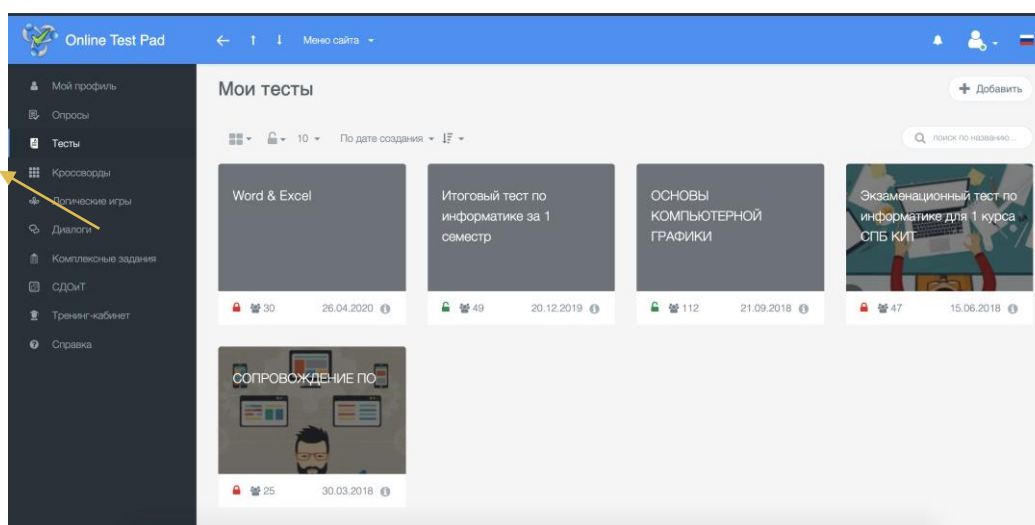 Online Test Pad
Меню сайта
Мой профиль
Опросы
Тесты
Кроссворды
Логические игры
Диалоги
Комплексные задания
СДОиТ
Тренинг-кабинет
Справка
Мои тесты
Добавить
10
По дате создания
поиск по названию...
Word & Excel
30 26.04.2020
Итоговый тест по
информатике за 1
семестр
49 20.12.2019
ОСНОВЫ
КОМПЬЮТЕРНОЙ
ГРАФИКИ
112 21.09.2018
Экзаменационный тест по
информатике для 1 курса
СПБ КИТ
47 15.06.2018
СОПРОВОЖДЕНИЕ ПО
25 30.03.2018